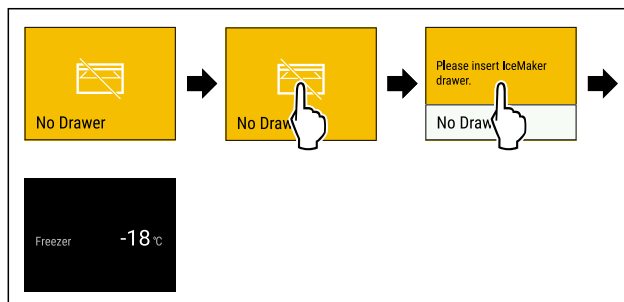 No Drawer
No Draw
Please insert IceMaker
drawer.
No Draw
Freezer -18 °C